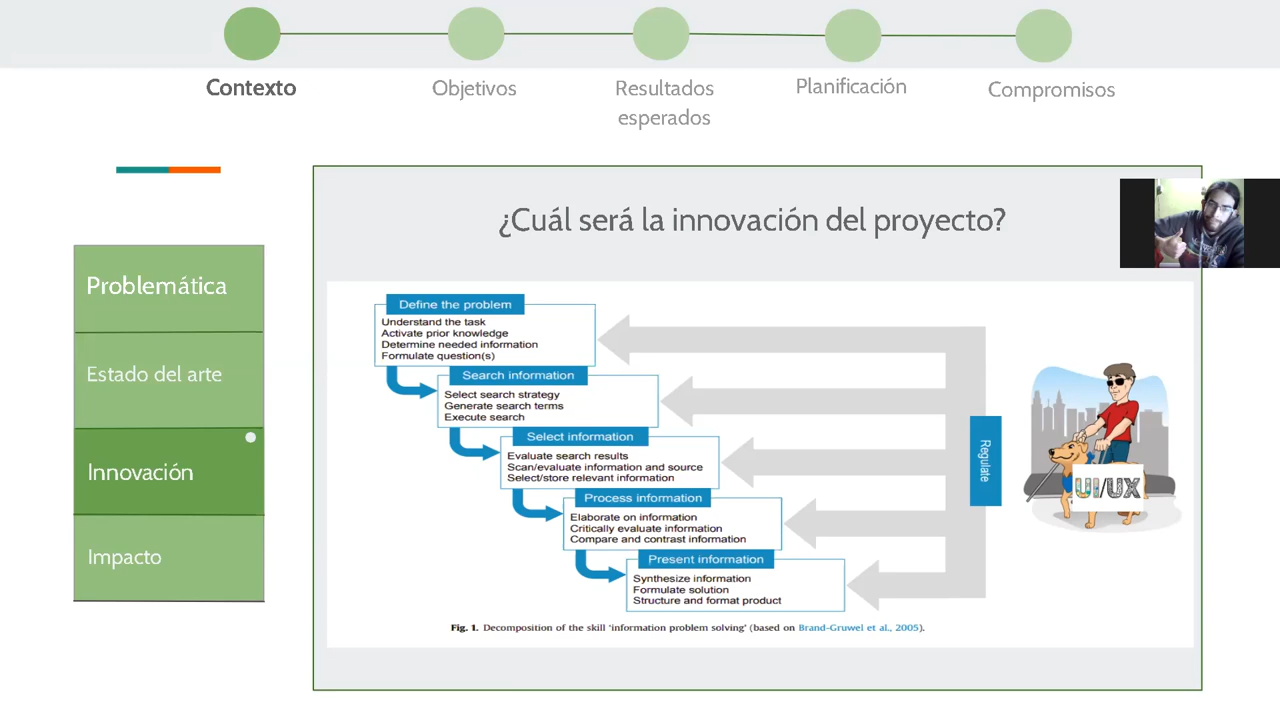 Contexto
Objetivos
Resultados
esperados
Planificación
Compromisos
Problemática
Estado del arte
Innovación
Impacto
¿Cuál será la innovación del proyecto?
Define the problem
Understand the task
Activate prior knowledge
Determine needed information
Formulate question(s)
Search information
Select search strategy
Generate search terms
Execute search
Select information
Evaluate search results
Scan/evaluate information and source
Select/store relevant information
Process information
Elaborate on information
Critically evaluate information
Compare and contrast information
Present information
Synthesize information
Formulate solution
Structure and format product
Regulate
UI/UX
Fig. 1. Decomposition of the skill ‘information problem solving’ (based on Brand-Gruwel et al., 2005).